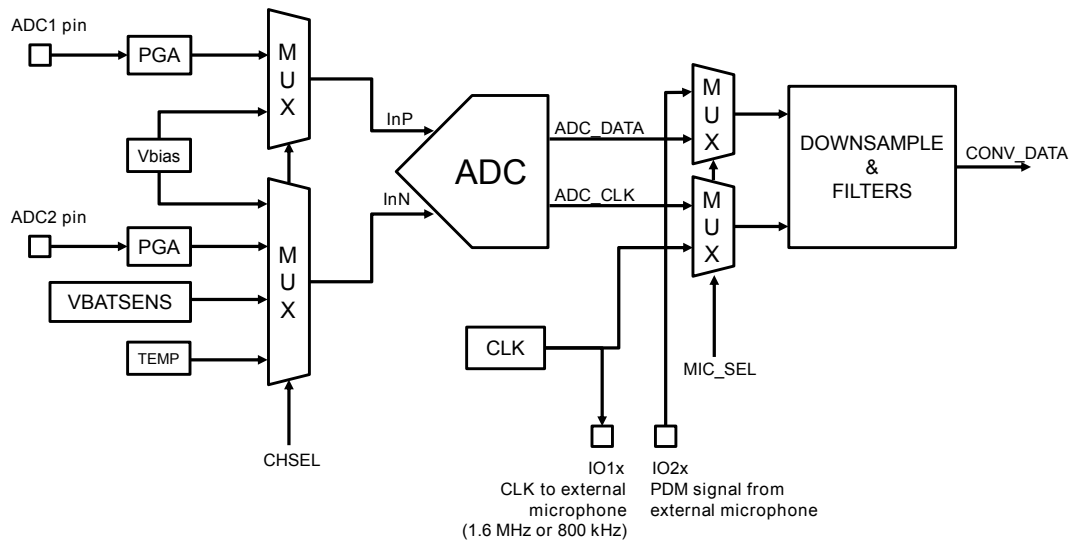 ADC1 pin
PGA
M
U
X
Vbias
ADC2 pin
PGA
VBATSENS
TEMP
M
U
X
CHSEL
InP
InN
ADC
ADC_DATA
ADC_CLK
M
U
X
M
U
X
CLK
MIC_SEL
DOWNSAMPLE
&
FILTERS
CONV_DATA
IO1x
CLK to external
microphone
(1.6 MHz or 800 kHz)
IO2x
PDM signal from
external microphone